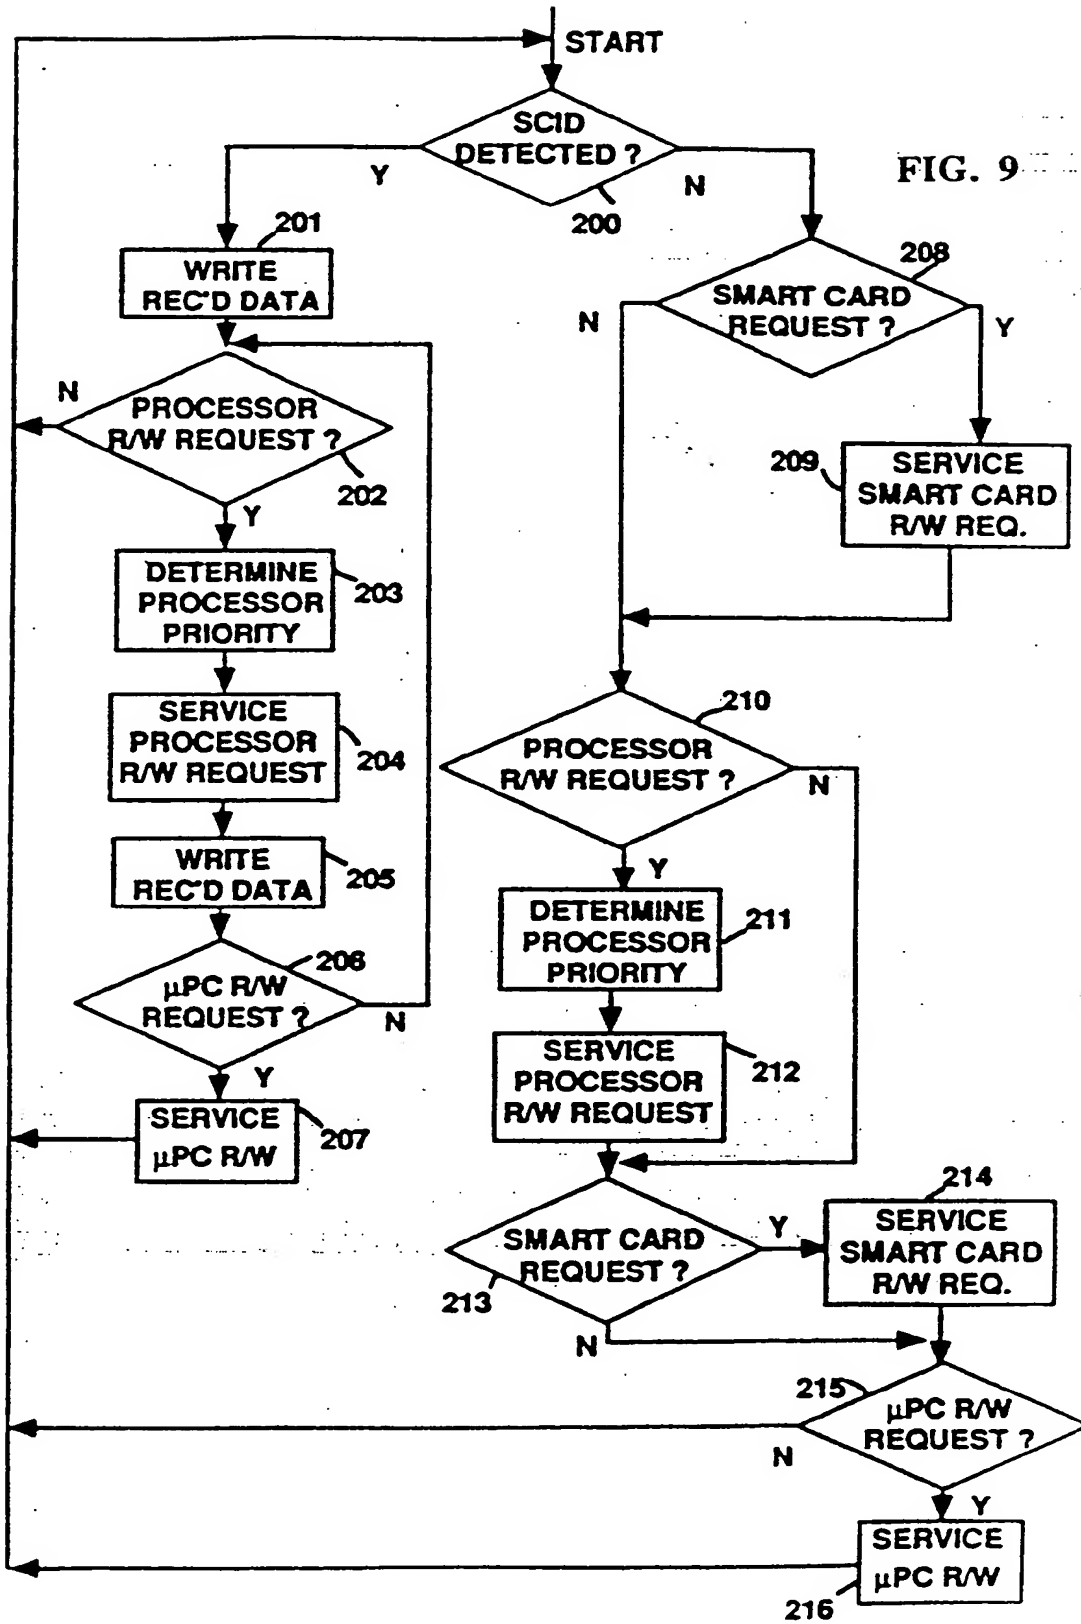 START
SCID
DETECTED ?
Y
N
200
FIG. 9
201
WRITE
REC'D DATA
208
SMART CARD
REQUEST ?
N
Y
N
PROCESSOR
R/W REQUEST ?
202
Y
209
SERVICE
SMART CARD
R/W REQ.
DETERMINE
PROCESSOR
PRIORITY
203
SERVICE
PROCESSOR
R/W REQUEST
204
210
PROCESSOR
R/W REQUEST ?
N
Y
WRITE
REC'D DATA
205
DETERMINE
PROCESSOR
PRIORITY
211
206
µPC R/W
REQUEST ?
N
Y
SERVICE
PROCESSOR
R/W REQUEST
212
SERVICE
µPC R/W
207
SMART CARD
REQUEST ?
213
Y
N
214
SERVICE
SMART CARD
R/W REQ.
215
µPC R/W
REQUEST ?
N
Y
SERVICE
µPC R/W
216